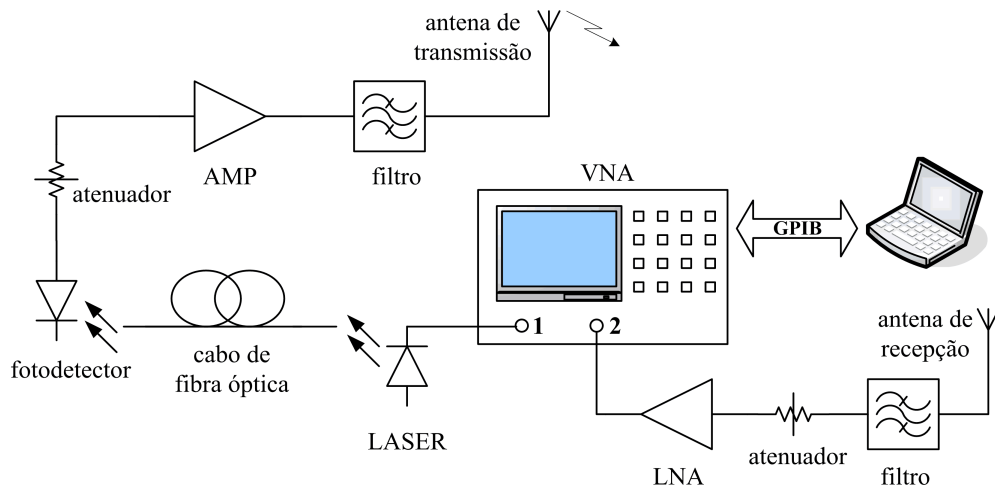 antena de
transmissão
AMP
filtro
atenuador
VNA
GPIB
1
2
fotodetector
cabo de
fibra óptica
LASER
antena de
recepção
LNA
atenuador
filtro